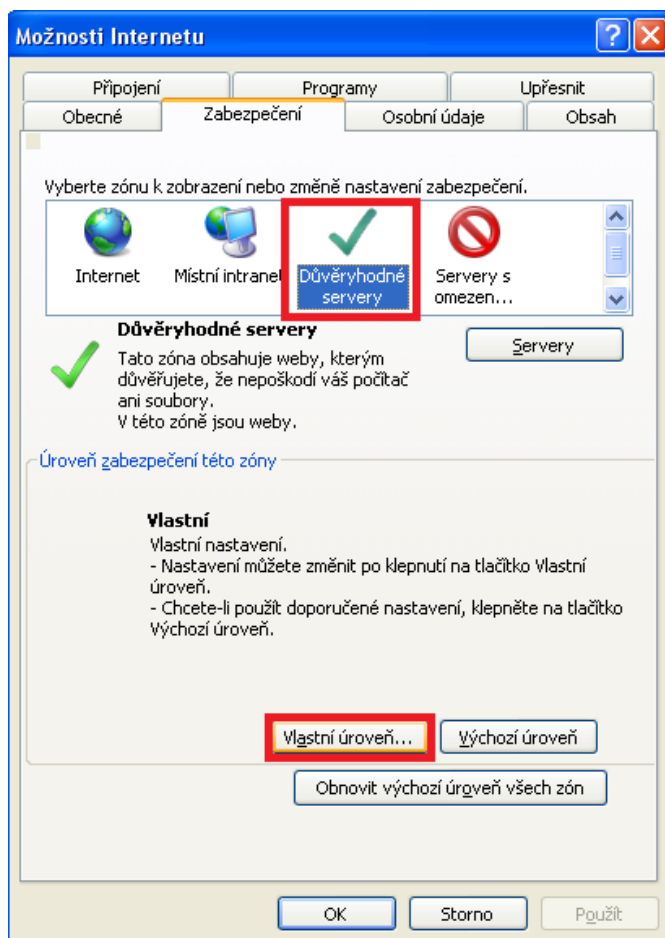 Možnosti Internetu
Připojení Programy Upřesnit
Obecné Zabezpečení Osobní údaje Obsah
Vyberte zónu k zobrazení nebo změně nastavení zabezpečení.
Internet Místní intranet Důvěryhodné servery Servery s omezen...
Důvěryhodné servery
Servery
Tato zóna obsahuje weby, kterým
důvěřujete, že nepoškodí váš počítač
ani soubory.
V této zóně jsou weby.
Úroveň zabezpečení této zóny
Vlastní
Vlastní nastavení.
- Nastavení můžete změnit po klepnutí na tlačítko Vlastní
úroveň.
- Chcete-li použít doporučené nastavení, klepněte na tlačítko
Výchozí úroveň.
Vlastní úroveň... Výchozí úroveň
Obnovit výchozí úroveň všech zón
OK Storno Použít